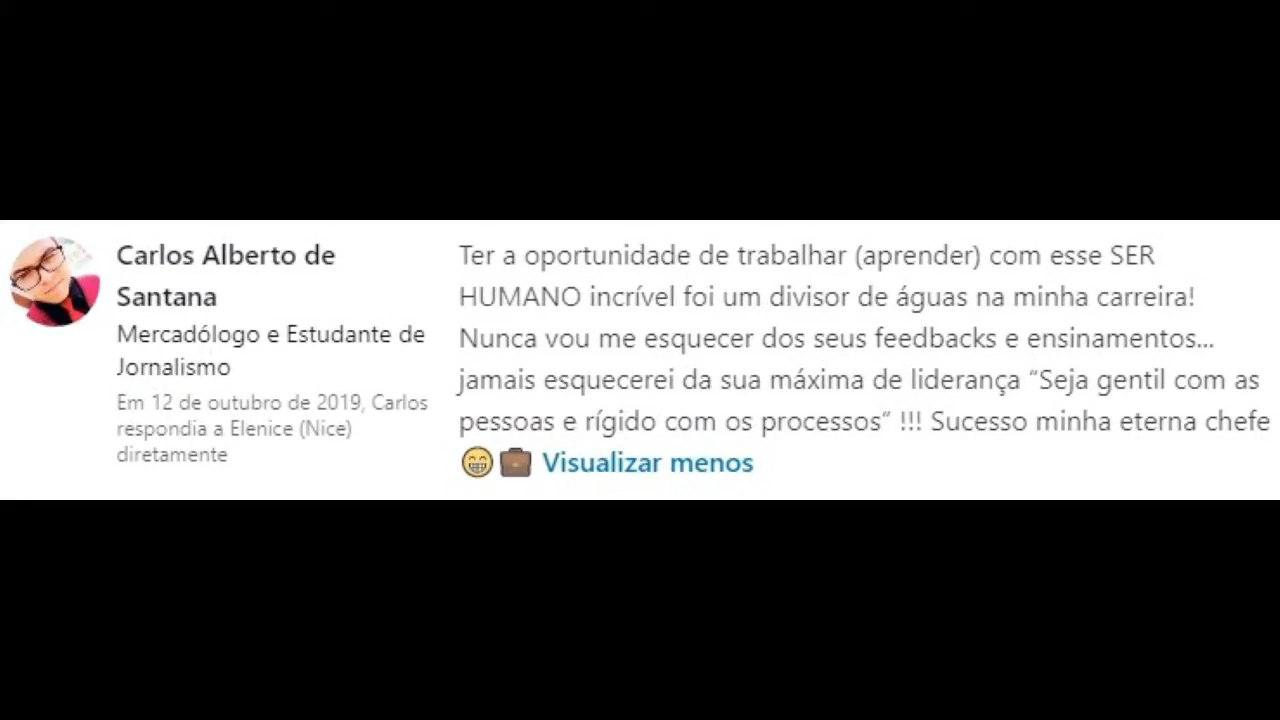 Carlos Alberto de
Santana
Mercadólogo e Estudante de
Jornalismo
Em 12 de outubro de 2019, Carlos
respondia a Elenice (Nice)
diretamente
Ter a oportunidade de trabalhar (aprender) com esse SER
HUMANO incrível foi um divisor de águas na minha carreira!
Nunca vou me esquecer dos seus feedbacks e ensinamentos...
jamais esquecerei da sua máxima de liderança “Seja gentil com as
pessoas e rígido com os processos” !!! Sucesso minha eterna chefe
😁💼 Visualizar menos